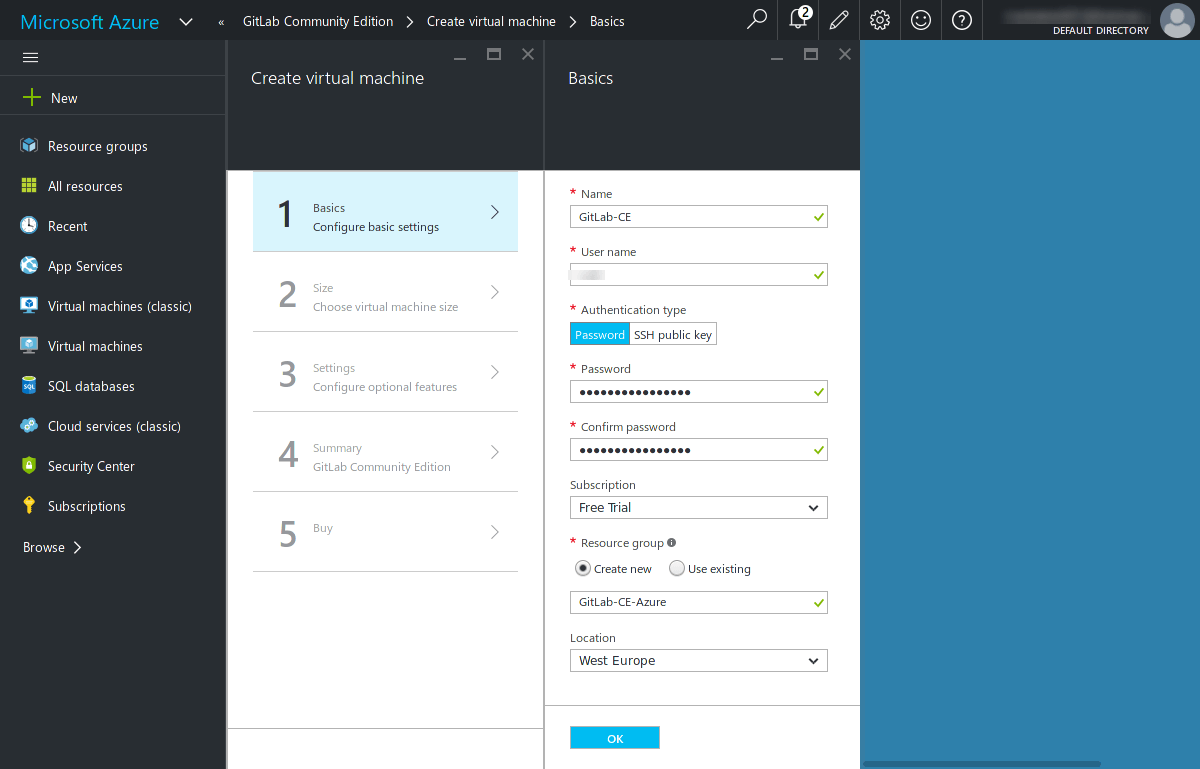 Microsoft Azure « GitLab Community Edition > Create virtual machine > Basics 2
DEFAULT DIRECTORY
New
Resource groups
All resources
Recent
App Services
Virtual machines (classic)
Virtual machines
SQL databases
Cloud services (classic)
Security Center
Subscriptions
Browse
Create virtual machine
1 Basics
Configure basic settings
2 Size
Choose virtual machine size
3 Settings
Configure optional features
4 Summary
GitLab Community Edition
5 Buy
Basics
* Name
GitLab-CE
* User name
* Authentication type
Password SSH public key
* Password
••••••••••••••••
* Confirm password
••••••••••••••••
Subscription
Free Trial
* Resource group
Create new Use existing
GitLab-CE-Azure
Location
West Europe
OK